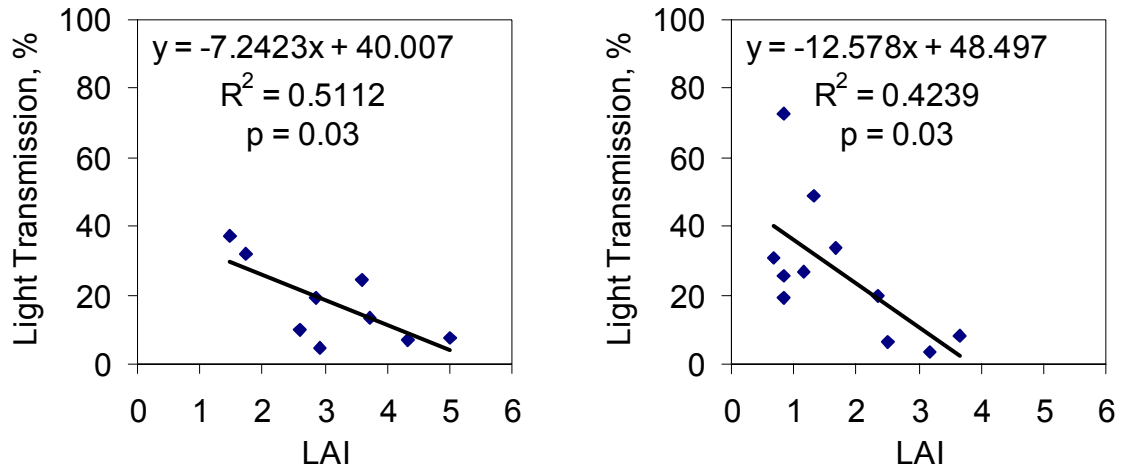 Light Transmission, %
100
80
60
40
20
0
y = -7.2423x + 40.007
R² = 0.5112
p = 0.03
0 1 2 3 4 5 6
LAI
Light Transmission, %
100
80
60
40
20
0
y = -12.578x + 48.497
R² = 0.4239
p = 0.03
0 1 2 3 4 5 6
LAI